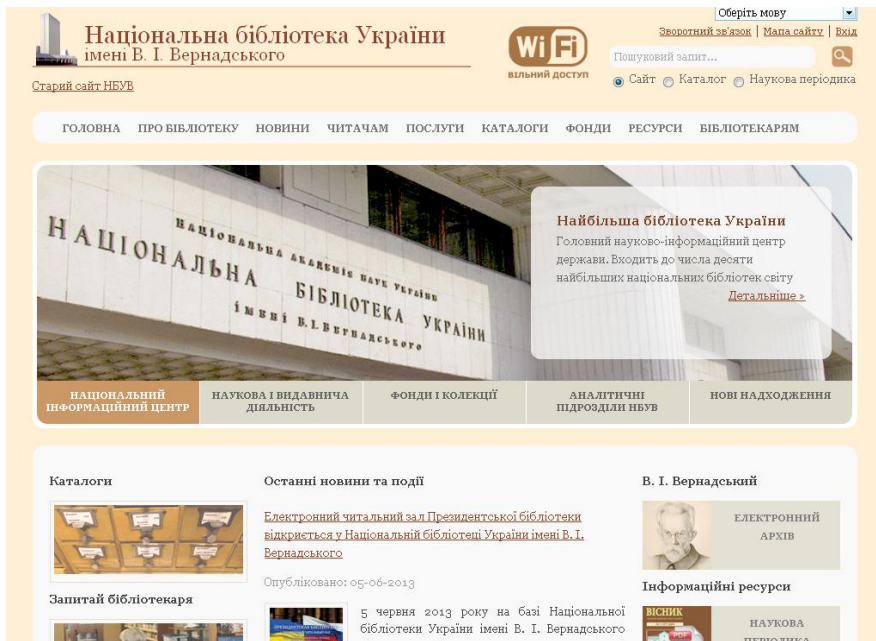 Оберіть мову
Національна бібліотека України
імені В. І. Вернадського
WiFi
вільний доступ
Зворотний зв'язок | Мапа сайту | Вхід
Пошуковий запит...
Сайт Каталог Наукова періодика
Старий сайт НБУВ
ГОЛОВНА ПРО БІБЛІОТЕКУ НОВИНИ ЧИТАЧАМ ПОСЛУГИ КАТАЛОГИ ФОНДИ РЕСУРСИ БІБЛІОТЕКАРЯМ
НАЦІОНАЛЬНА АКАДЕМІЯ НАУК УКРАЇНИ
НАЦІОНАЛЬНА БІБЛІОТЕКА УКРАЇНИ
імені В.І.ВЕРНАДСЬКОГО
Найбільша бібліотека України
Головний науково-інформаційний центр
держави. Входить до числа десяти
найбільших національних бібліотек світу
Детальніше »
НАЦІОНАЛЬНИЙ
ІНФОРМАЦІЙНИЙ ЦЕНТР
НАУКОВА І ВИДАВНИЧА
ДІЯЛЬНІСТЬ
ФОНДИ І КОЛЕКЦІЇ
АНАЛІТИЧНІ
ПІДРОЗДІЛИ НБУВ
НОВІ НАДХОДЖЕННЯ
Каталоги
Запитай бібліотекаря
Останні новини та події
Електронний читальний зал Президентської бібліотеки
відкриється у Національній бібліотеці України імені В. І.
Вернадського
Опубліковано: 05-06-2013
5 червня 2013 року на базі Національної
бібліотеки України імені В. І. Вернадського
В. І. Вернадський
ЕЛЕКТРОННИЙ
АРХІВ
Інформаційні ресурси
ВІСНИК
PDF
НАУКОВА
ПЕРІОДИКА